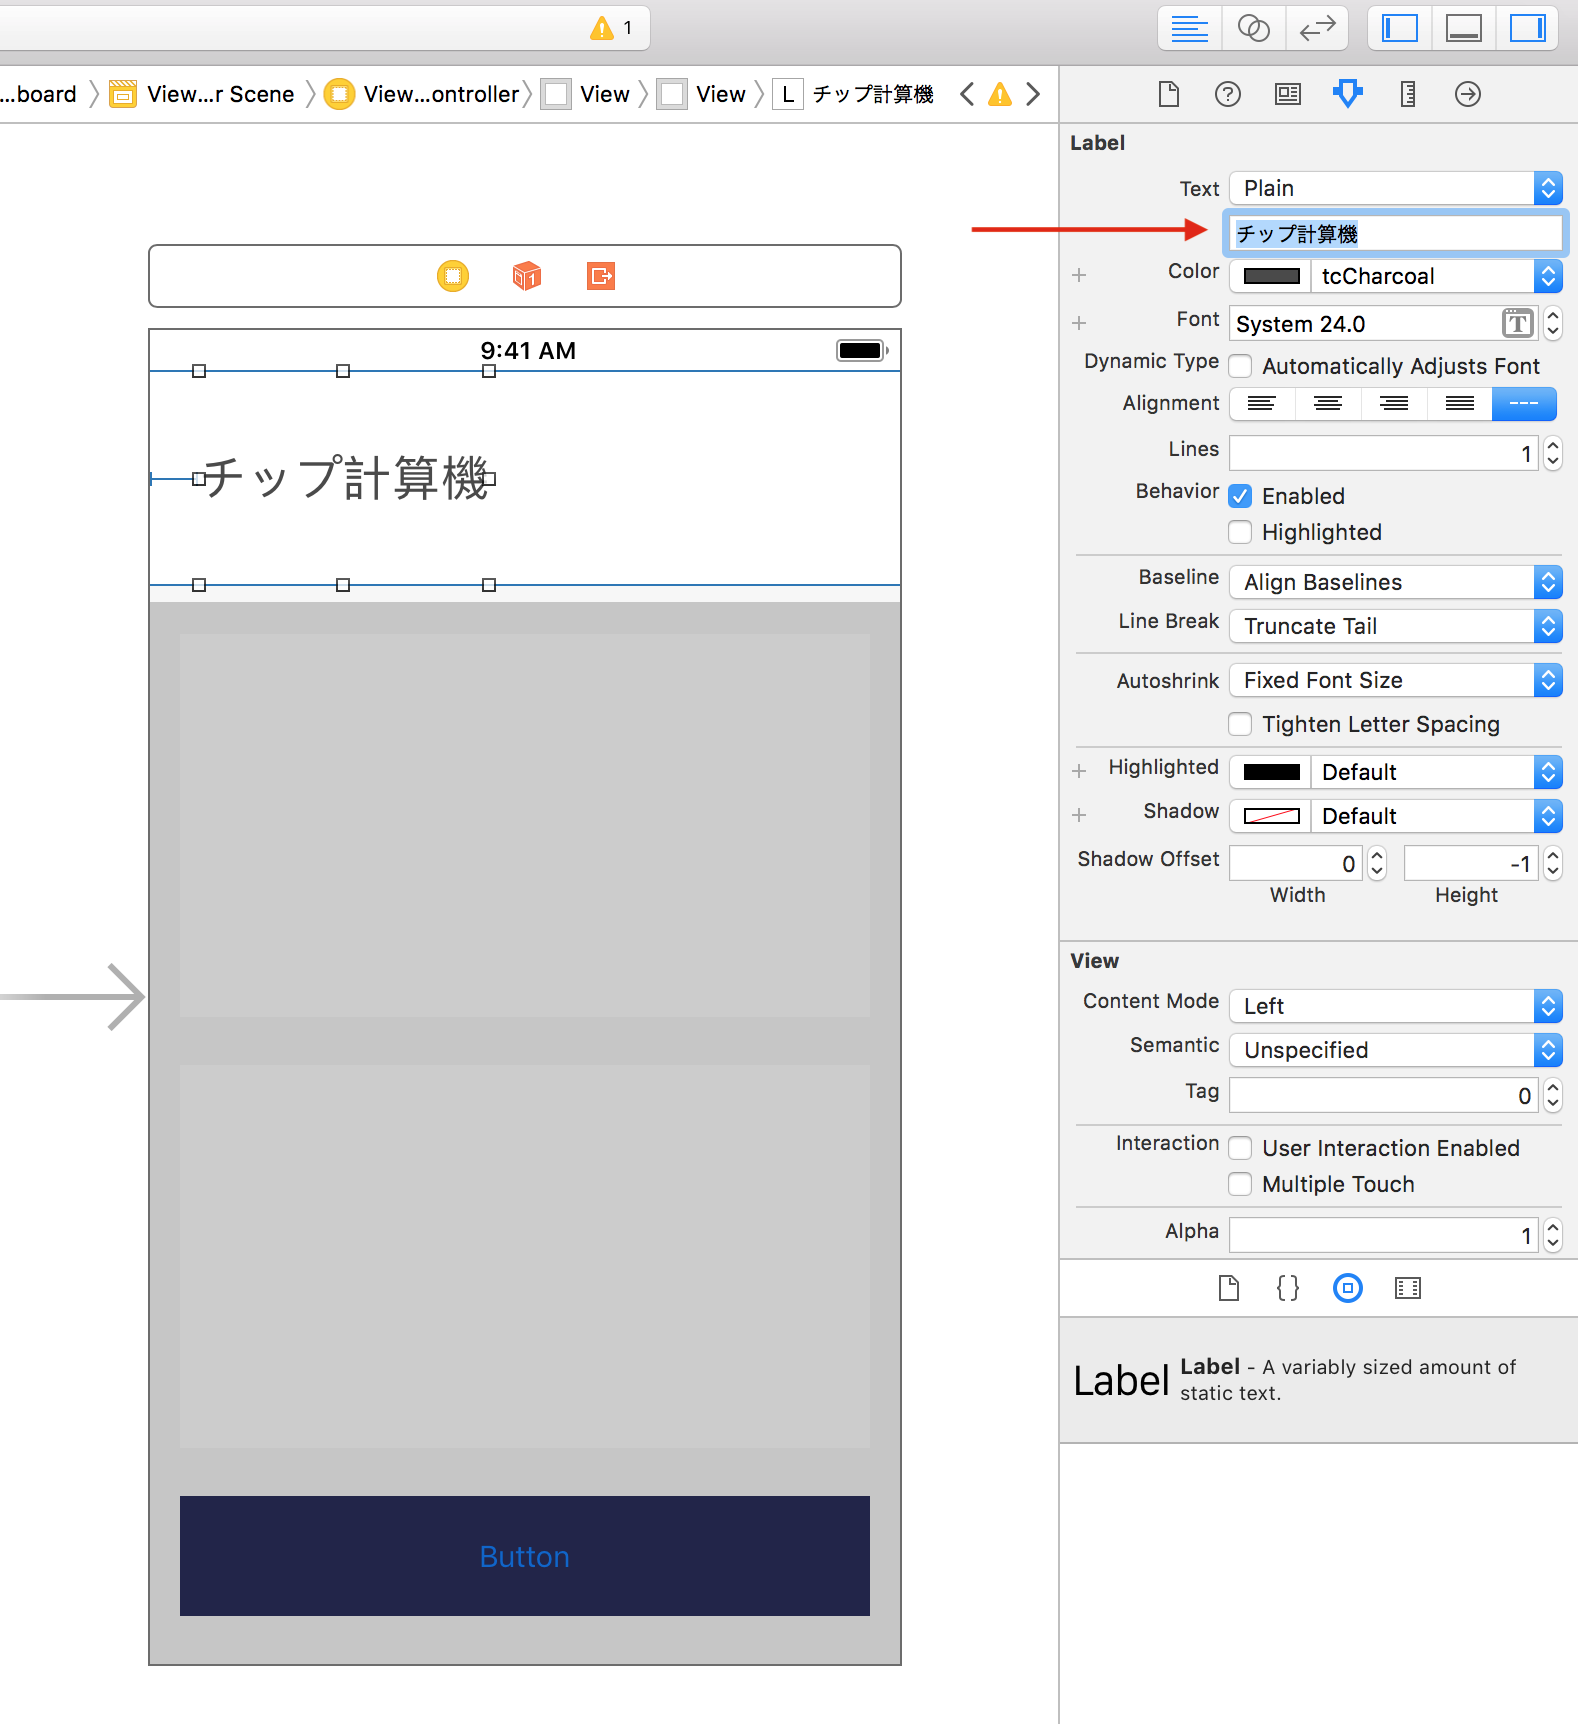 1
...board View...r Scene View...ontroller View View L チップ計算機
Label
Text Plain
チップ計算機
Color tcCharcoal
Font System 24.0 T
Dynamic Type Automatically Adjusts Font
Alignment
Lines 1
Behavior Enabled
Highlighted
Baseline Align Baselines
Line Break Truncate Tail
Autoshrink Fixed Font Size
Tighten Letter Spacing
Highlighted Default
Shadow Default
Shadow Offset 0 -1
Width Height
View
Content Mode Left
Semantic Unspecified
Tag 0
Interaction User Interaction Enabled
Multiple Touch
Alpha 1
{}
Label Label - A variably sized amount of
static text.
1
9:41 AM
チップ計算機
Button